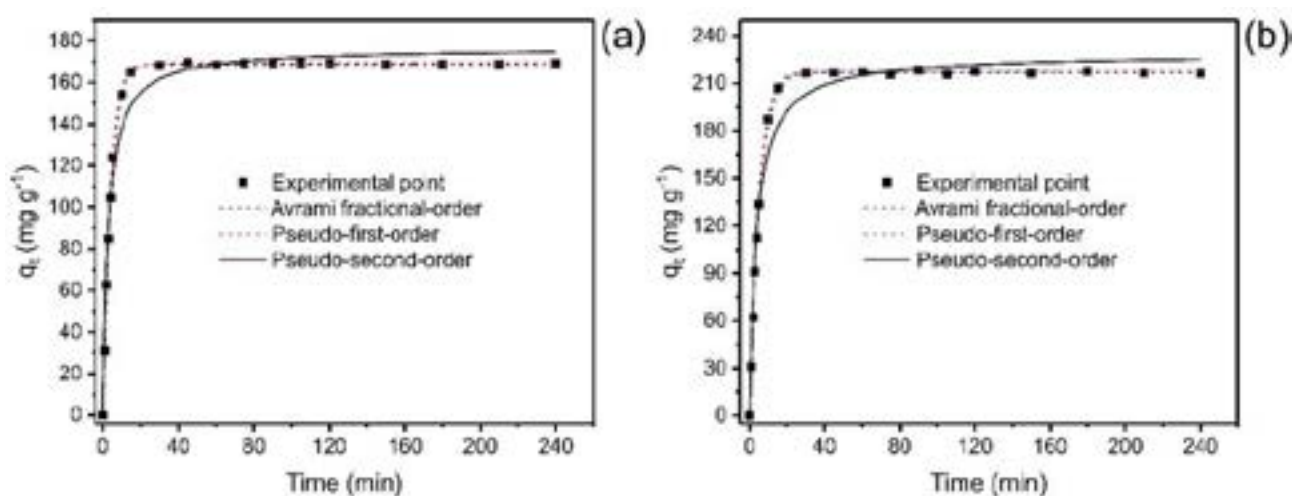 (a)
180
160
140
120
100
80
60
40
20
0
qt (mg g-1)
Experimental point
Avrami fractional-order
Pseudo-first-order
Pseudo-second-order
0 40 80 120 160 200 240
Time (min)
(b)
240
210
180
150
120
90
60
30
0
qt (mg g-1)
Experimental point
Avrami fractional-order
Pseudo-first-order
Pseudo-second-order
0 40 80 120 160 200 240
Time (min)